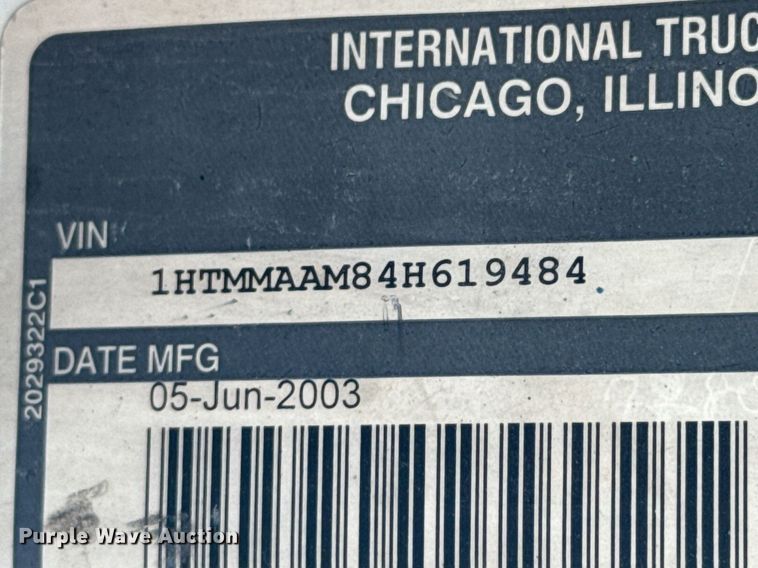 INTERNATIONAL TRUC
CHICAGO, ILLINO
VIN
1HTMMAAM84H619484
DATE MFG
05-Jun-2003
2029322C1
Purple Wave Auction